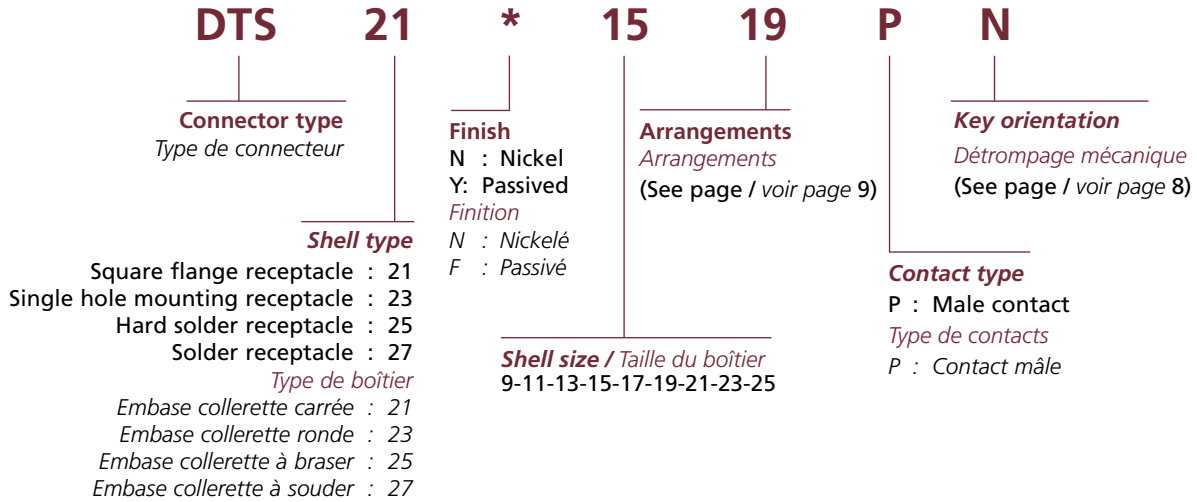 DTS 21 * 15 19 P N
Connector type
Type de connecteur
Shell type
Square flange receptacle : 21
Single hole mounting receptacle : 23
Hard solder receptacle : 25
Solder receptacle : 27
Type de boîtier
Embase collerette carrée : 21
Embase collerette ronde : 23
Embase collerette à braser : 25
Embase collerette à souder : 27
Finish
N : Nickel
Y: Passived
Finition
N : Nickelé
F : Passivé
Shell size / Taille du boîtier
9-11-13-15-17-19-21-23-25
Arrangements
Arrangements
(See page / voir page 9)
Contact type
P : Male contact
Type de contacts
P : Contact mâle
Key orientation
Détrompage mécanique
(See page / voir page 8)